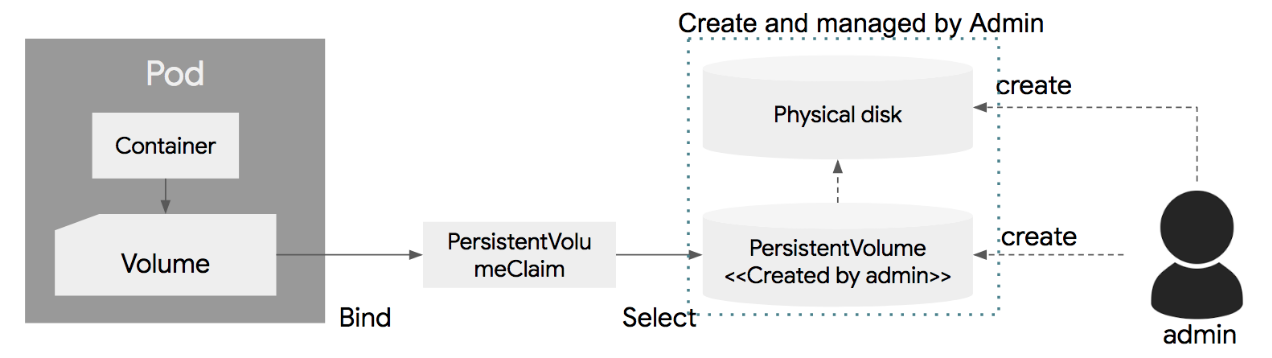 Create and managed by Admin
Pod
Container
Volume
Bind
PersistentVolu
meClaim
Select
Physical disk
PersistentVolume
<<Created by admin>>
create
create
admin